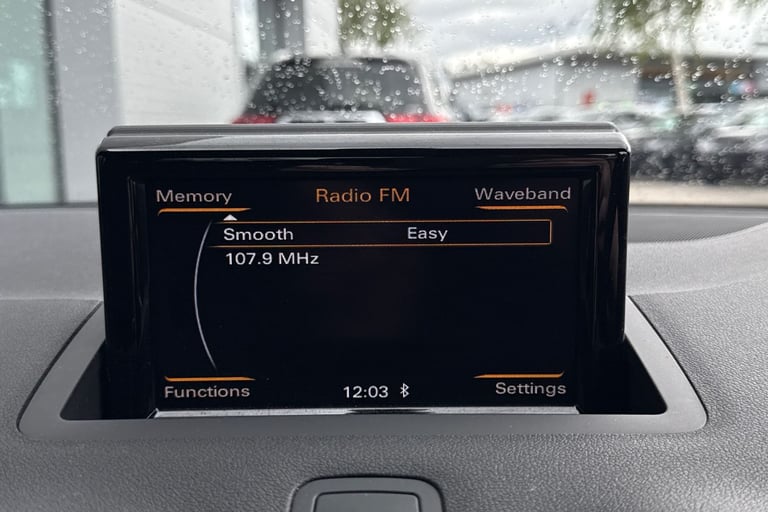 Memory Radio FM Waveband
Smooth Easy
107.9 MHz
Functions 12:03 Settings